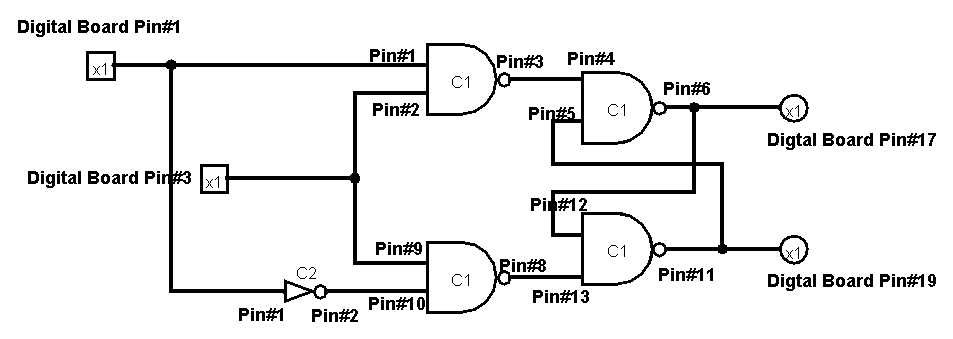 Digital Board Pin#1
x1
Pin#1
C1
Pin#3
Pin#4
Pin#2
Pin#5
C1
Pin#6
x1
Digtal Board Pin#17
Digital Board Pin#3
x1
Pin#12
Pin#9
C1
Pin#8
C1
x1
C2
Pin#10
Pin#13
Pin#11
Digtal Board Pin#19
Pin#1
Pin#2